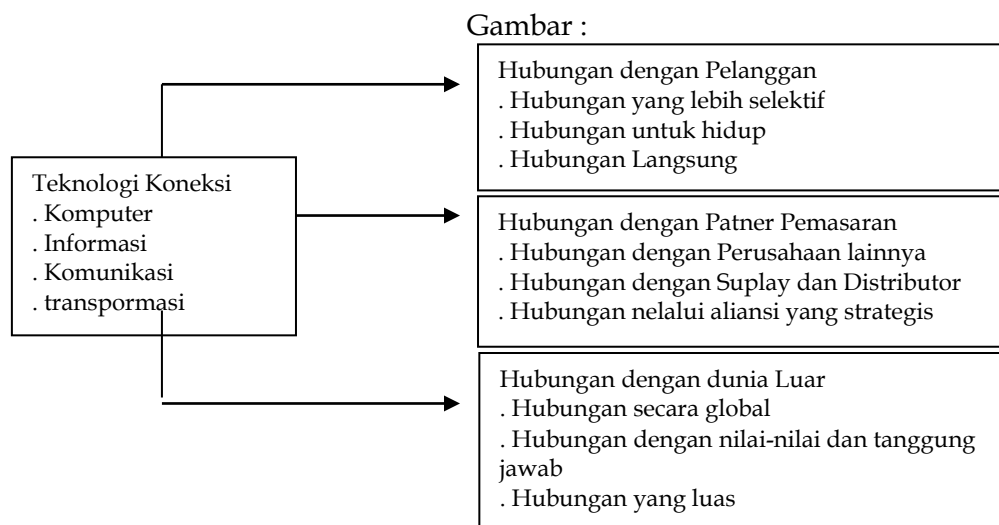 Gambar :
Teknologi Koneksi
. Komputer
. Informasi
. Komunikasi
. transpormasi
Hubungan dengan Pelanggan
. Hubungan yang lebih selektif
. Hubungan untuk hidup
. Hubungan Langsung
Hubungan dengan Patner Pemasaran
. Hubungan dengan Perusahaan lainnya
. Hubungan dengan Suplay dan Distributor
. Hubungan nelalui aliansi yang strategis
Hubungan dengan dunia Luar
. Hubungan secara global
. Hubungan dengan nilai-nilai dan tanggung
jawab
. Hubungan yang luas